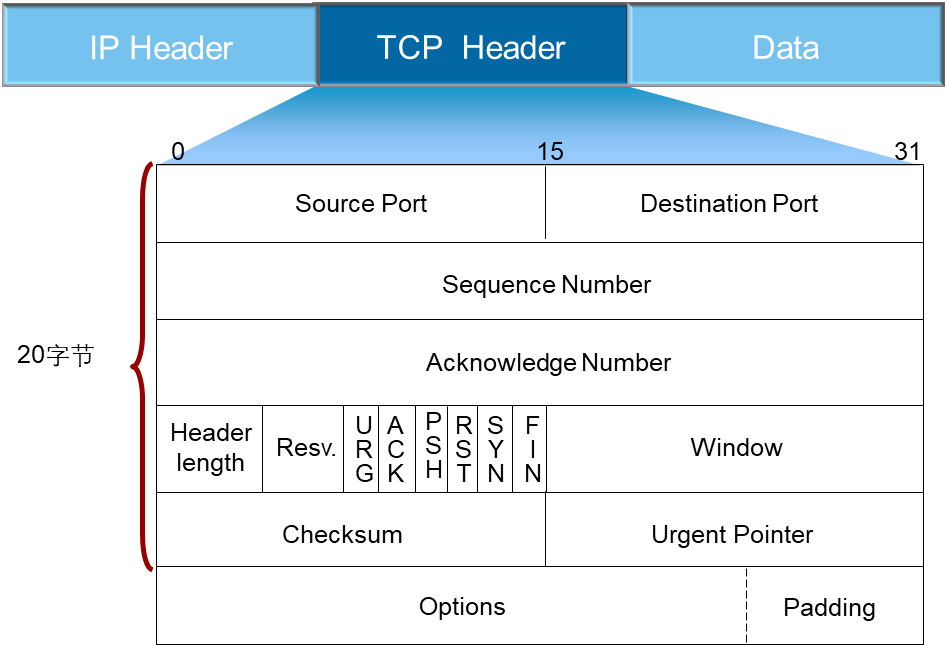 IP Header
TCP Header
Data
0
15
31
Source Port
Destination Port
Sequence Number
20字节
Acknowledge Number
Header
length
Resv.
URG
ACK
PSH
RST
SYN
FIN
Window
Checksum
Urgent Pointer
Options
Padding